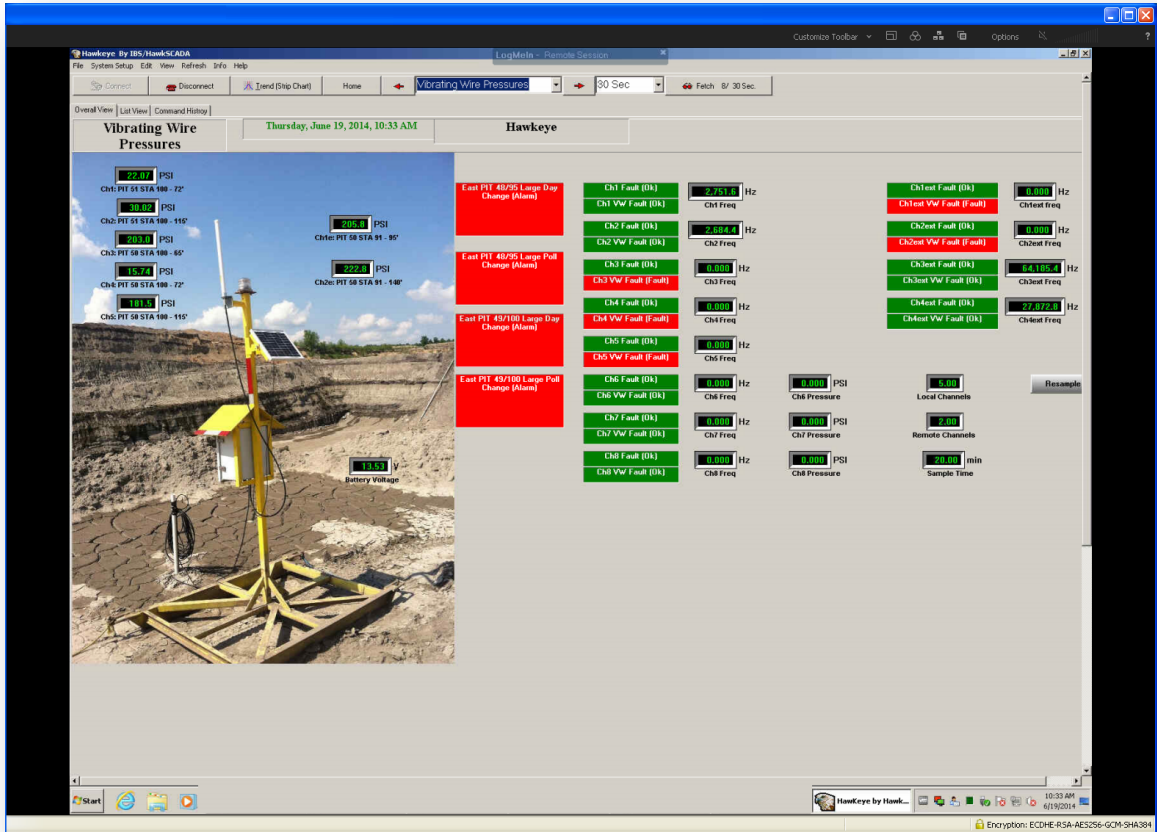 Customize Toolbar Options ?
Hawkeye By IBS/HawkSCADA
LogMeIn - Remote Session
File System Setup Edit View Refresh Info Help
Connect Disconnect Trend (Strip Chart) Home Vibrating Wire Pressures 30 Sec Fetch 8/ 30 Sec.
Overall View List View Command Histroy
Vibrating Wire
Pressures
Thursday, June 19, 2014, 10:33 AM
Hawkeye
22.07 PSI
Ch1: PIT 51 STA 100 - 72'
30.02 PSI
Ch2: PIT 51 STA 100 - 115'
203.0 PSI
Ch3: PIT 50 STA 100 - 65'
15.74 PSI
Ch4: PIT 50 STA 100 - 72'
181.5 PSI
Ch5: PIT 50 STA 100 - 115'
205.0 PSI
Ch1e: PIT 50 STA 91 - 95'
222.8 PSI
Ch2e: PIT 50 STA 91 - 140'
13.53 V
Battery Voltage
East PIT 48/95 Large Day
Change (Alarm)
East PIT 48/95 Large Poll
Change (Alarm)
East PIT 49/100 Large Day
Change (Alarm)
East PIT 49/100 Large Poll
Change (Alarm)
Ch1 Fault (Ok)
Ch1 VW Fault (Ok)
2,751.6 Hz
Ch1 Freq
Ch2 Fault (Ok)
Ch2 VW Fault (Ok)
2,684.4 Hz
Ch2 Freq
Ch3 Fault (Ok)
Ch3 VW Fault (Fault)
0.000 Hz
Ch3 Freq
Ch4 Fault (Ok)
Ch4 VW Fault (Fault)
0.000 Hz
Ch4 Freq
Ch5 Fault (Ok)
Ch5 VW Fault (Fault)
0.000 Hz
Ch5 Freq
Ch6 Fault (Ok)
Ch6 VW Fault (Ok)
0.000 Hz
Ch6 Freq
0.000 PSI
Ch6 Pressure
Ch7 Fault (Ok)
Ch7 VW Fault (Ok)
0.000 Hz
Ch7 Freq
0.000 PSI
Ch7 Pressure
Ch8 Fault (Ok)
Ch8 VW Fault (Ok)
0.000 Hz
Ch8 Freq
0.000 PSI
Ch8 Pressure
Ch1ext Fault (Ok)
Ch1ext VW Fault (Fault)
0.000 Hz
Ch1ext freq
Ch2ext Fault (Ok)
Ch2ext VW Fault (Fault)
0.000 Hz
Ch2ext Freq
Ch3ext Fault (Ok)
Ch3ext VW Fault (Ok)
64,185.4 Hz
Ch3ext Freq
Ch4ext Fault (Ok)
Ch4ext VW Fault (Ok)
27,872.8 Hz
Ch4ext Freq
5.00
Local Channels
Resample
2.00
Remote Channels
20.00 min
Sample Time
Start
HawKeye by Hawk...
10:33 AM
6/19/2014
Encryption: ECDHE-RSA-AES256-GCM-SHA384